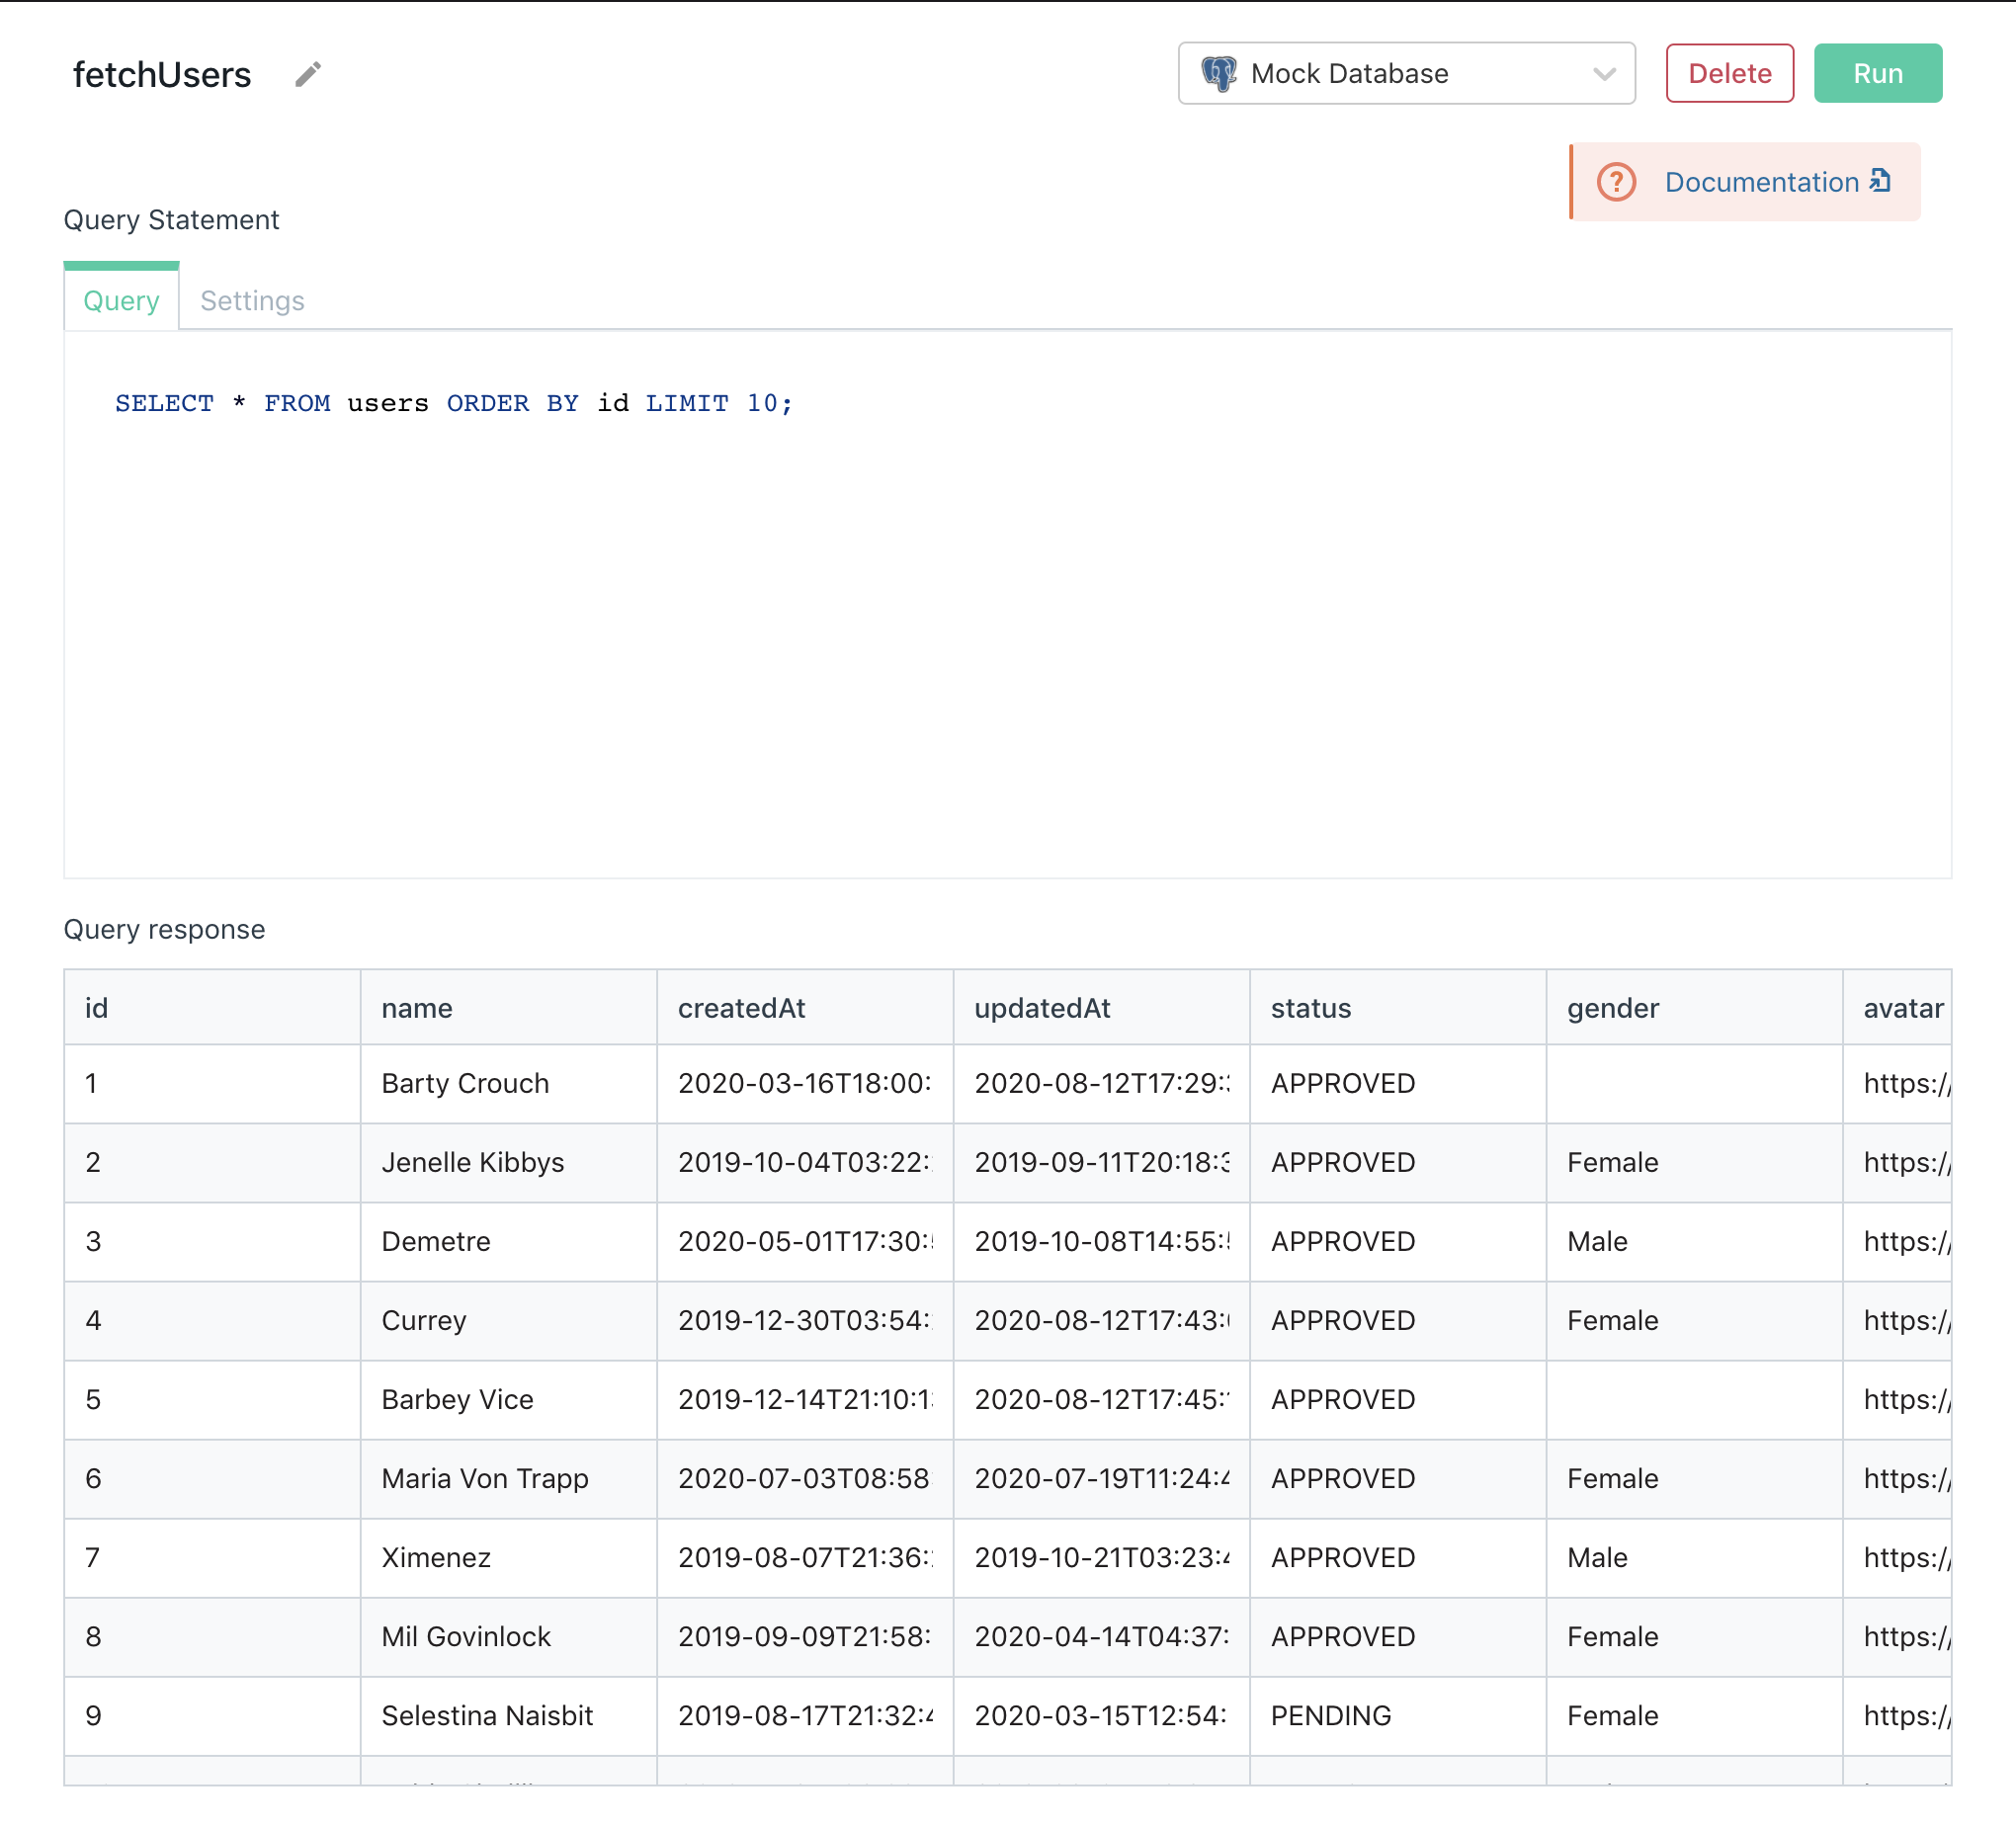 fetchUsers
Mock Database
Delete
Run
Documentation
Query Statement
Query Settings
SELECT * FROM users ORDER BY id LIMIT 10;
Query response
id name createdAt updatedAt status gender avatar
1 Barty Crouch 2020-03-16T18:00: 2020-08-12T17:29: APPROVED https://
2 Jenelle Kibbys 2019-10-04T03:22: 2019-09-11T20:18:3 APPROVED Female https://
3 Demetre 2020-05-01T17:30: 2019-10-08T14:55: APPROVED Male https://
4 Currey 2019-12-30T03:54: 2020-08-12T17:43: APPROVED Female https://
5 Barbey Vice 2019-12-14T21:10:1 2020-08-12T17:45: APPROVED https://
6 Maria Von Trapp 2020-07-03T08:58 2020-07-19T11:24:4 APPROVED Female https://
7 Ximenez 2019-08-07T21:36: 2019-10-21T03:23:4 APPROVED Male https://
8 Mil Govinlock 2019-09-09T21:58: 2020-04-14T04:37: APPROVED Female https://
9 Selestina Naisbit 2019-08-17T21:32:4 2020-03-15T12:54: PENDING Female https://